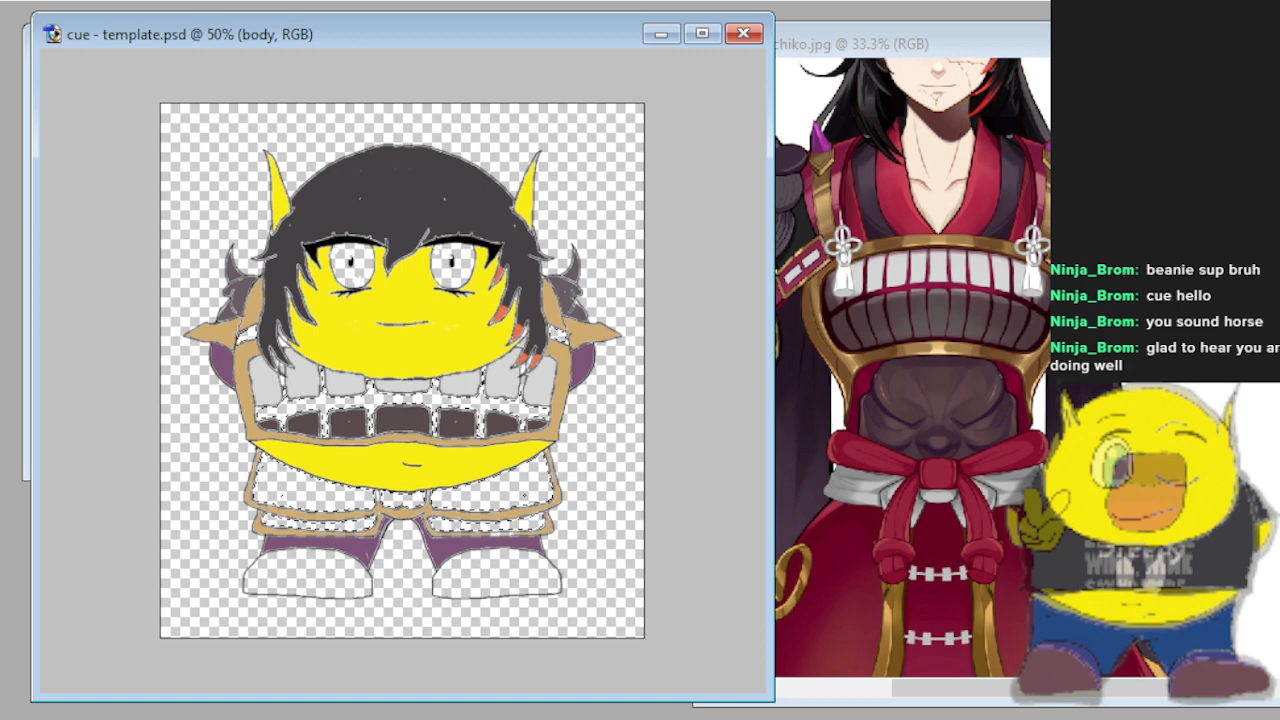 cue - template.psd @ 50% (body, RGB)
chiko.jpg @ 33.3% (RGB)
Ninja_Brom: beanie sup bruh
Ninja_Brom: cue hello
Ninja_Brom: you sound horse
Ninja_Brom: glad to hear you ar
doing well